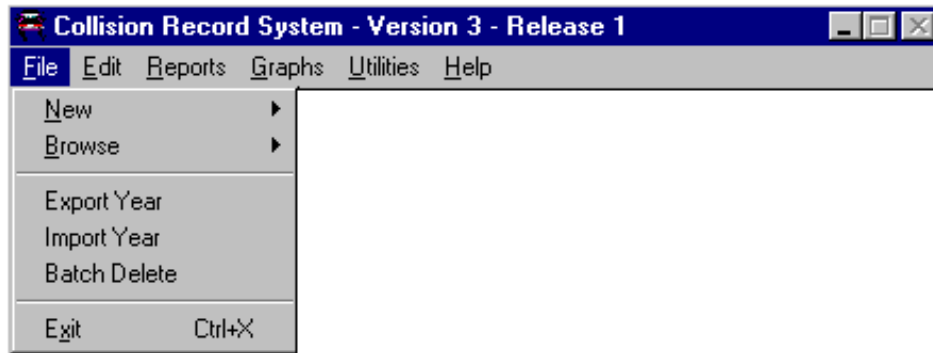 Collision Record System - Version 3 - Release 1
File Edit Reports Graphs Utilities Help
New
Browse
Export Year
Import Year
Batch Delete
Exit Ctrl+X